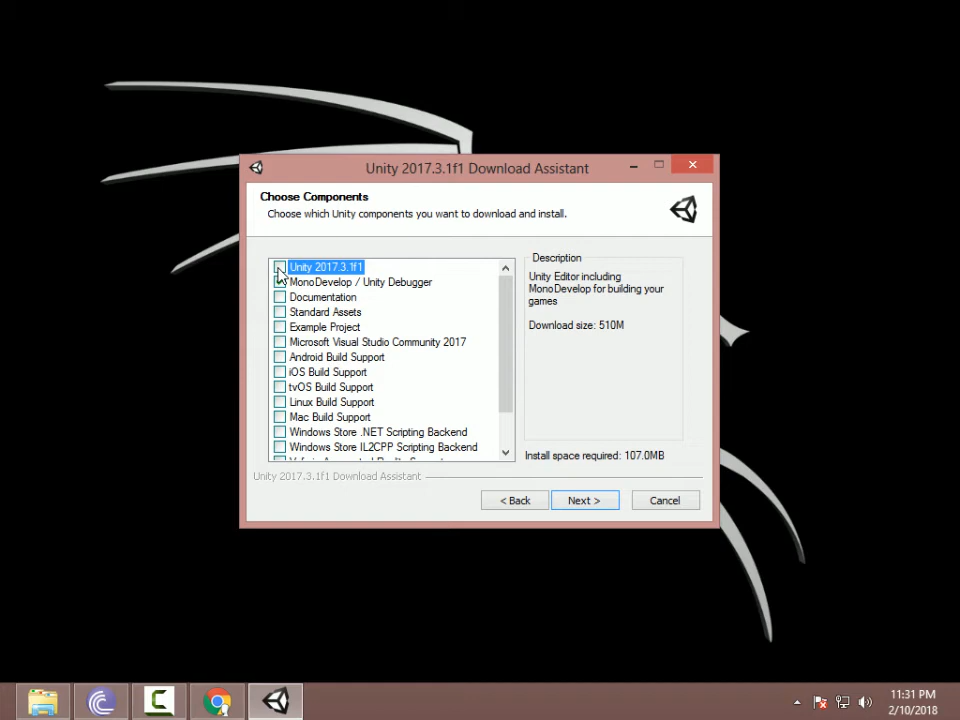 Unity 2017.3.1f1 Download Assistant
Choose Components
Choose which Unity components you want to download and install.
Unity 2017.3.1f1
MonoDevelop / Unity Debugger
Documentation
Standard Assets
Example Project
Microsoft Visual Studio Community 2017
Android Build Support
iOS Build Support
tvOS Build Support
Linux Build Support
Mac Build Support
Windows Store .NET Scripting Backend
Windows Store IL2CPP Scripting Backend
Description
Unity Editor including
MonoDevelop for building your
games
Download size: 510M
Install space required: 107.0MB
Unity 2017.3.1f1 Download Assistant
< Back
Next >
Cancel
11:31 PM
2/10/2018